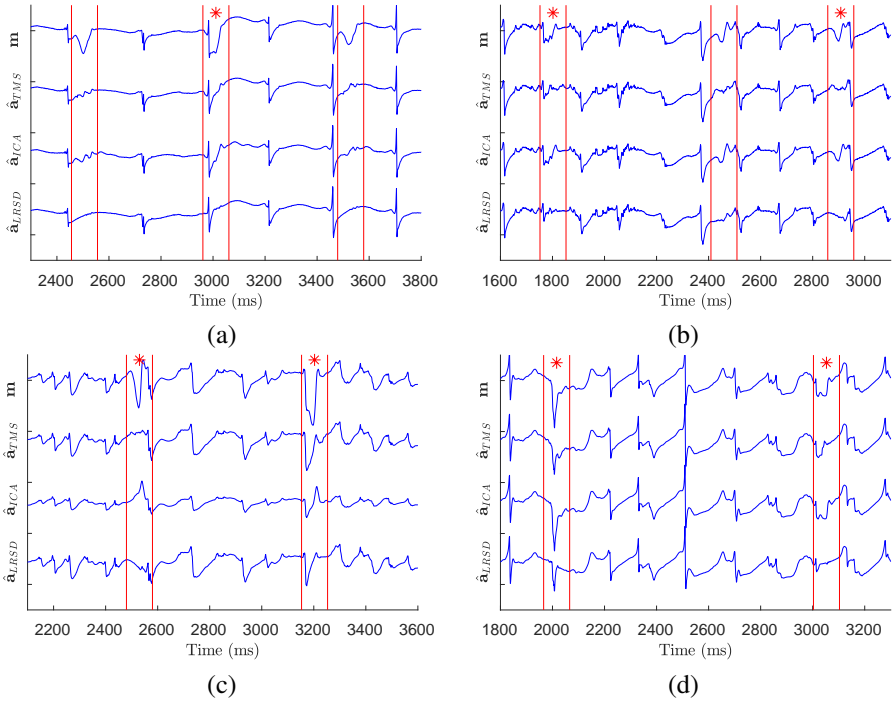 m
â_TMS
â_ICA
â_LRSD
2400 2600 2800 3000 3200 3400 3600 3800
Time (ms)
(a)
m
â_TMS
â_ICA
â_LRSD
1600 1800 2000 2200 2400 2600 2800 3000
Time (ms)
(b)
m
â_TMS
â_ICA
â_LRSD
2200 2400 2600 2800 3000 3200 3400 3600
Time (ms)
(c)
m
â_TMS
â_ICA
â_LRSD
1800 2000 2200 2400 2600 2800 3000 3200
Time (ms)
(d)